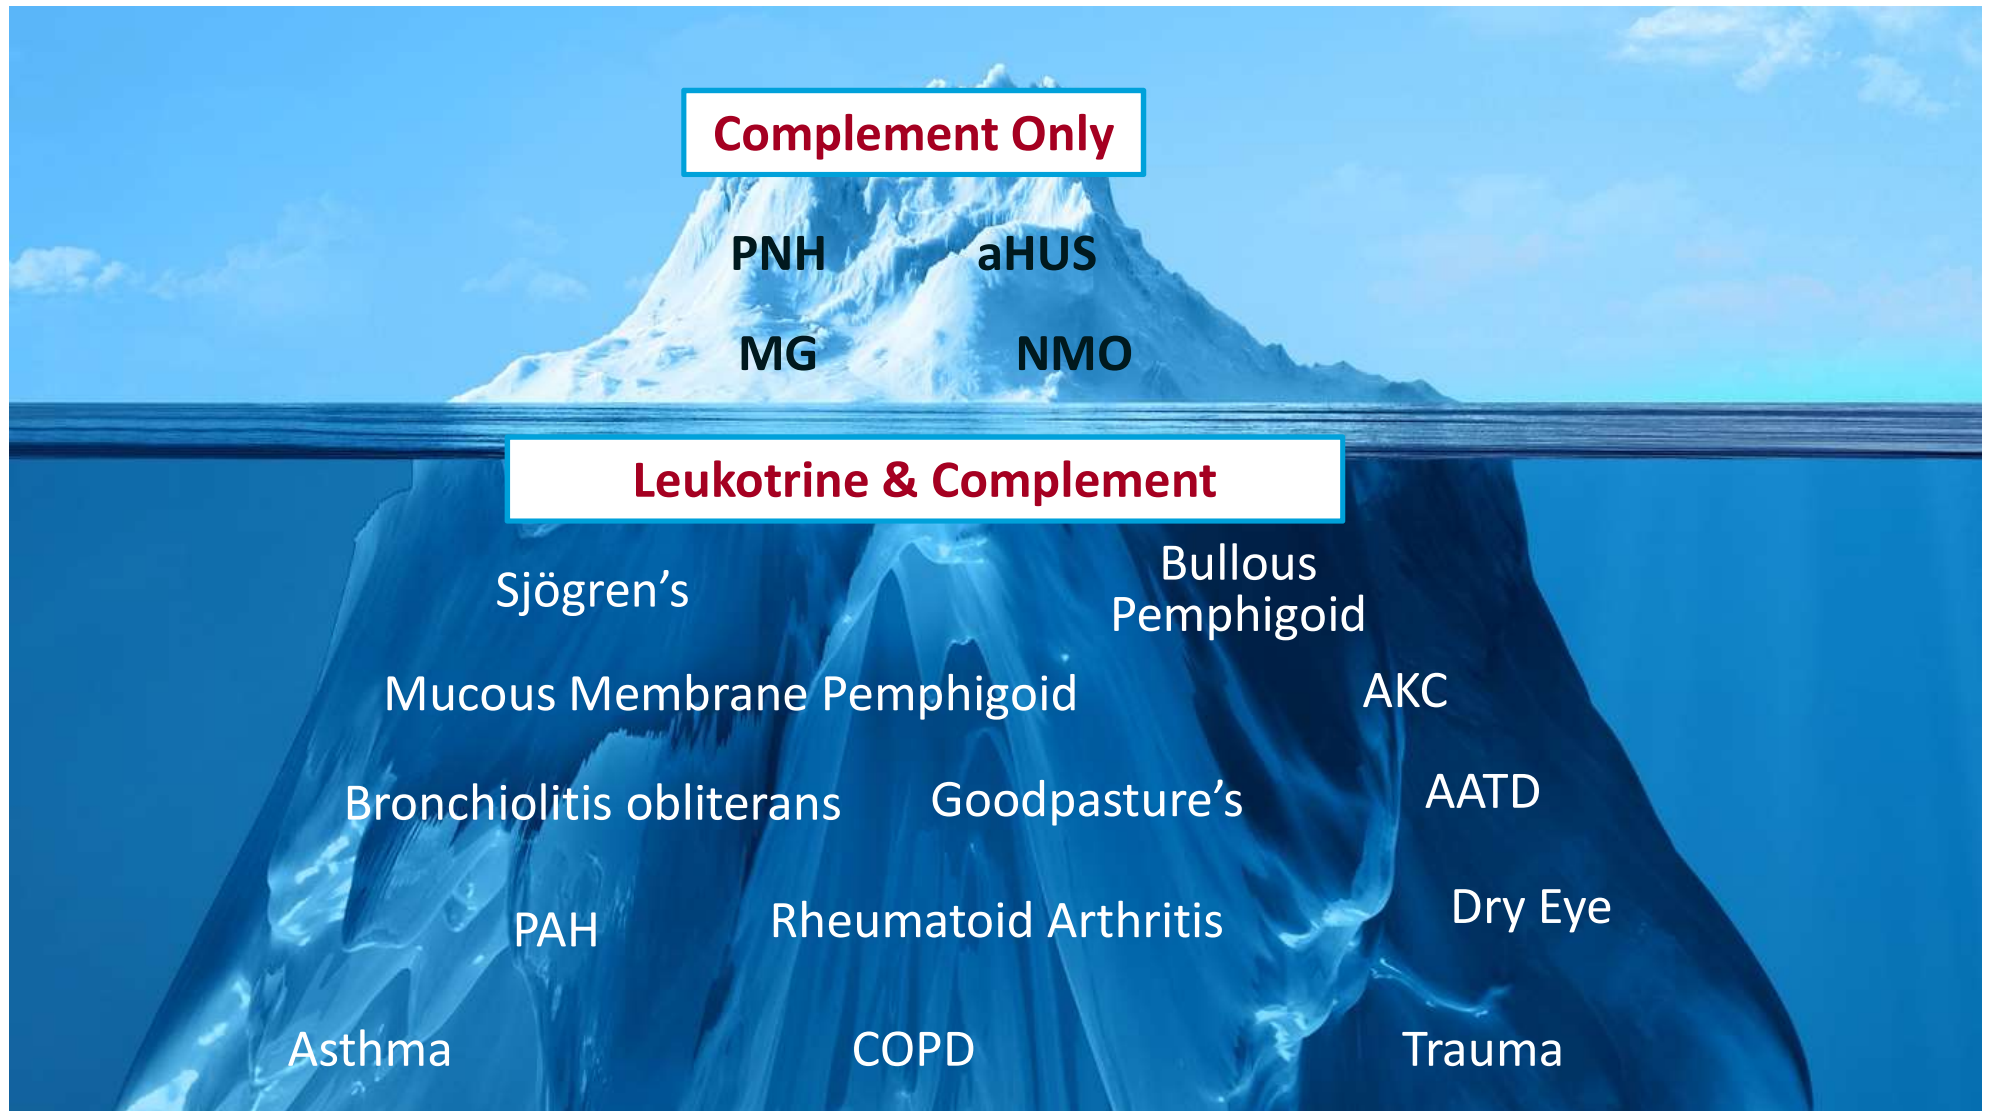 Complement Only
PNH
aHUS
MG
NMO
Leukotrine & Complement
Sjögren’s
Bullous
Pemphigoid
Mucous Membrane Pemphigoid
AKC
Bronchiolitis obliterans
Goodpasture’s
AATD
PAH
Rheumatoid Arthritis
Dry Eye
Asthma
COPD
Trauma